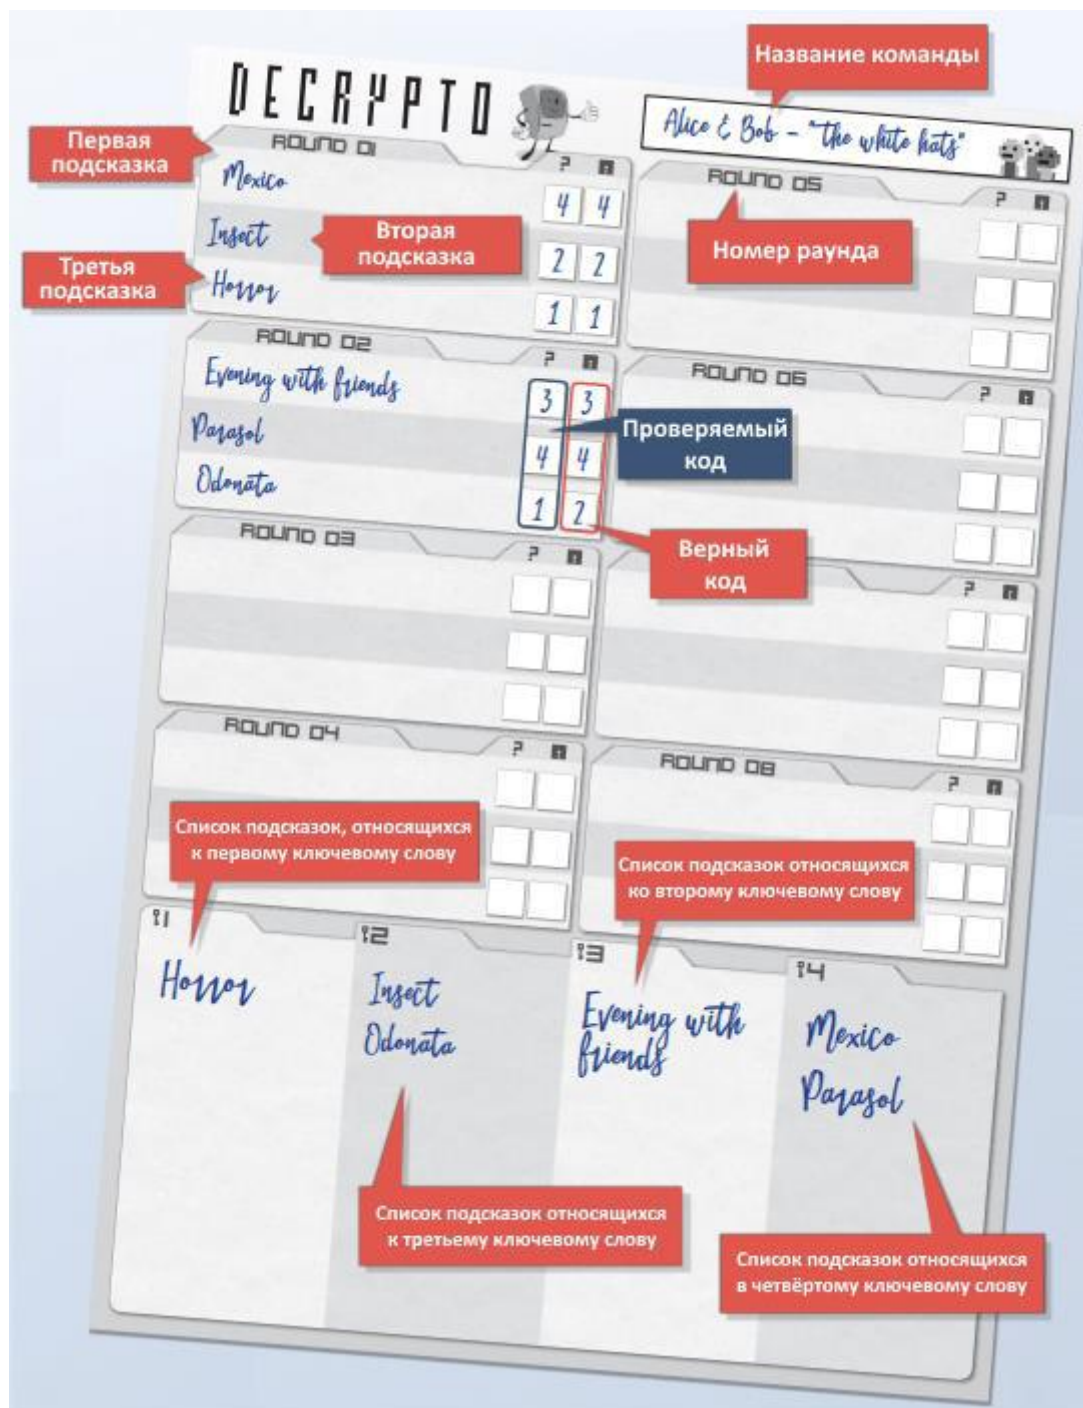 DECRYPTO
Название команды
Alice & Bob - "the white hats"
Первая
подсказка
ROUND 01
? 
Mexico
4 4
Insect
Вторая
подсказка
2 2
Третья
подсказка
Horror
1 1
ROUND 05
?
Номер раунда
ROUND 02
?
Evening with friends
3 3
Parasol
4 4
Odonata
1 2
Проверяемый
код
Верный
код
ROUND 06
?
ROUND 03
?
?
ROUND 04
?
Список подсказок, относящихся
к первому ключевому слову
ROUND 08
?
Список подсказок относящихся
ко второму ключевому слову
1
Horror
2
Insect
Odonata
3
Evening with
friends
4
Mexico
Parasol
Список подсказок относящихся
к третьему ключевому слову
Список подсказок относящихся
в четвёртому ключевому слову